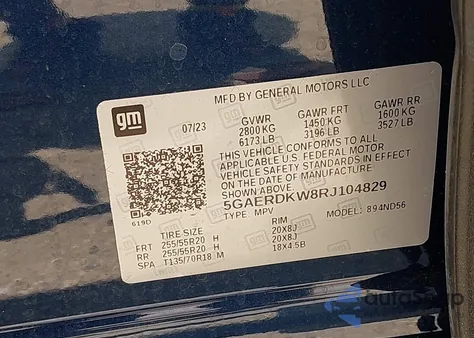 MFD BY GENERAL MOTORS LLC
gm
07/23
GVWR GAWR FRT GAWR RR
2800 KG 1450 KG 1600 KG
6173 LB 3196 LB 3527 LB
THIS VEHICLE CONFORMS TO ALL
APPLICABLE U.S. FEDERAL MOTOR
VEHICLE SAFETY STANDARDS IN EFFECT
ON THE DATE OF MANUFACTURE
SHOWN ABOVE.
5GAERDKW8RJ104829
619D
TYPE MPV MODEL: 894ND56
TIRE SIZE RIM
FRT 255/55R20 H 20X8J
RR 255/55R20 H 20X8J
SPA T135/70R18 M 18X4.5B